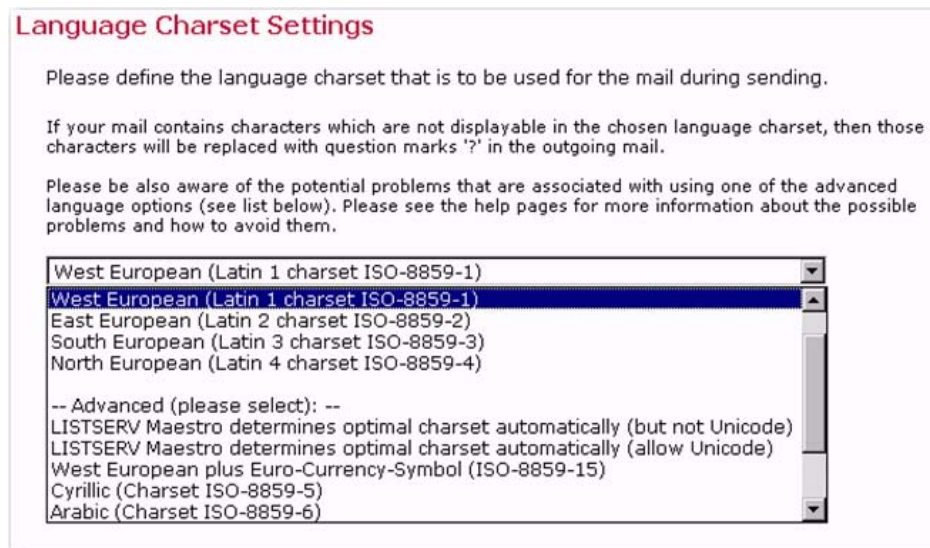 Language Charset Settings
Please define the language charset that is to be used for the mail during sending.
If your mail contains characters which are not displayable in the chosen language charset, then those
characters will be replaced with question marks '?' in the outgoing mail.
Please be also aware of the potential problems that are associated with using one of the advanced
language options (see list below). Please see the help pages for more information about the possible
problems and how to avoid them.
West European (Latin 1 charset ISO-8859-1)
West European (Latin 1 charset ISO-8859-1)
East European (Latin 2 charset ISO-8859-2)
South European (Latin 3 charset ISO-8859-3)
North European (Latin 4 charset ISO-8859-4)
-- Advanced (please select): --
LISTSERV Maestro determines optimal charset automatically (but not Unicode)
LISTSERV Maestro determines optimal charset automatically (allow Unicode)
West European plus Euro-Currency-Symbol (ISO-8859-15)
Cyrillic (Charset ISO-8859-5)
Arabic (Charset ISO-8859-6)